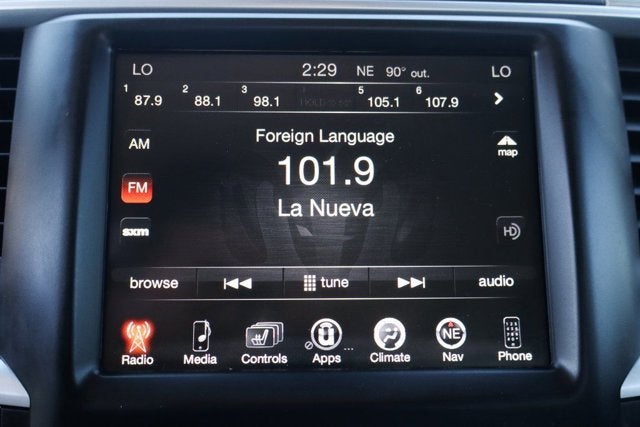 LO 2:29 NE 90° out. LO
1 87.9 2 88.1 3 98.1 4 5 105.1 6 107.9
AM Foreign Language map
FM 101.9
La Nueva
sxm HD
browse tune audio
Radio Media Controls Apps ... Climate NE Nav Phone